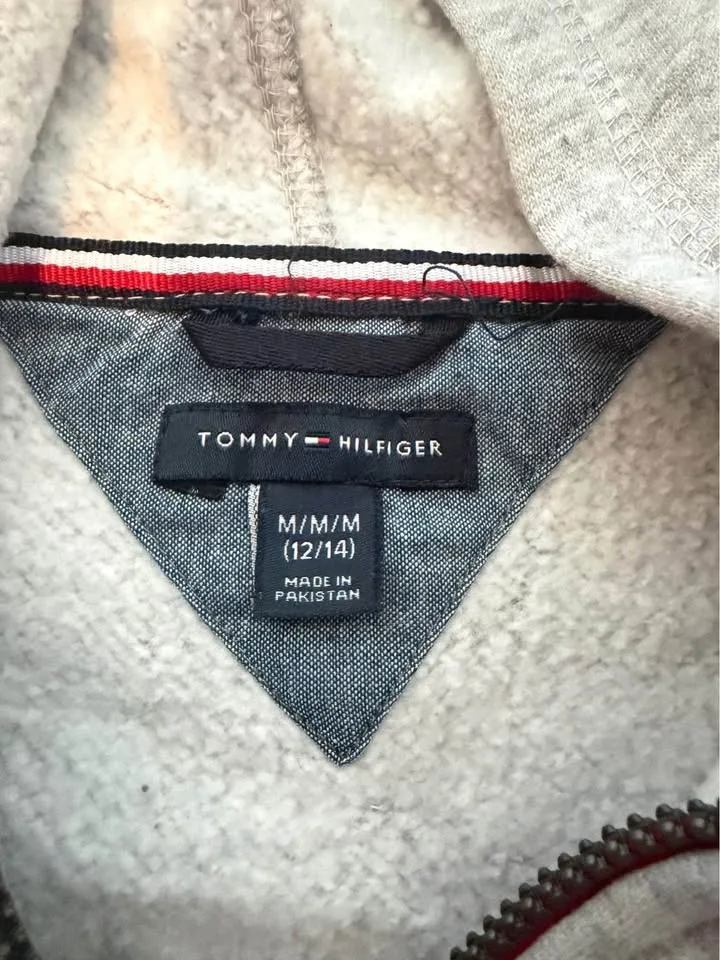 TOMMY HILFIGER
M/M/M
(12/14)
MADE IN
PAKISTAN